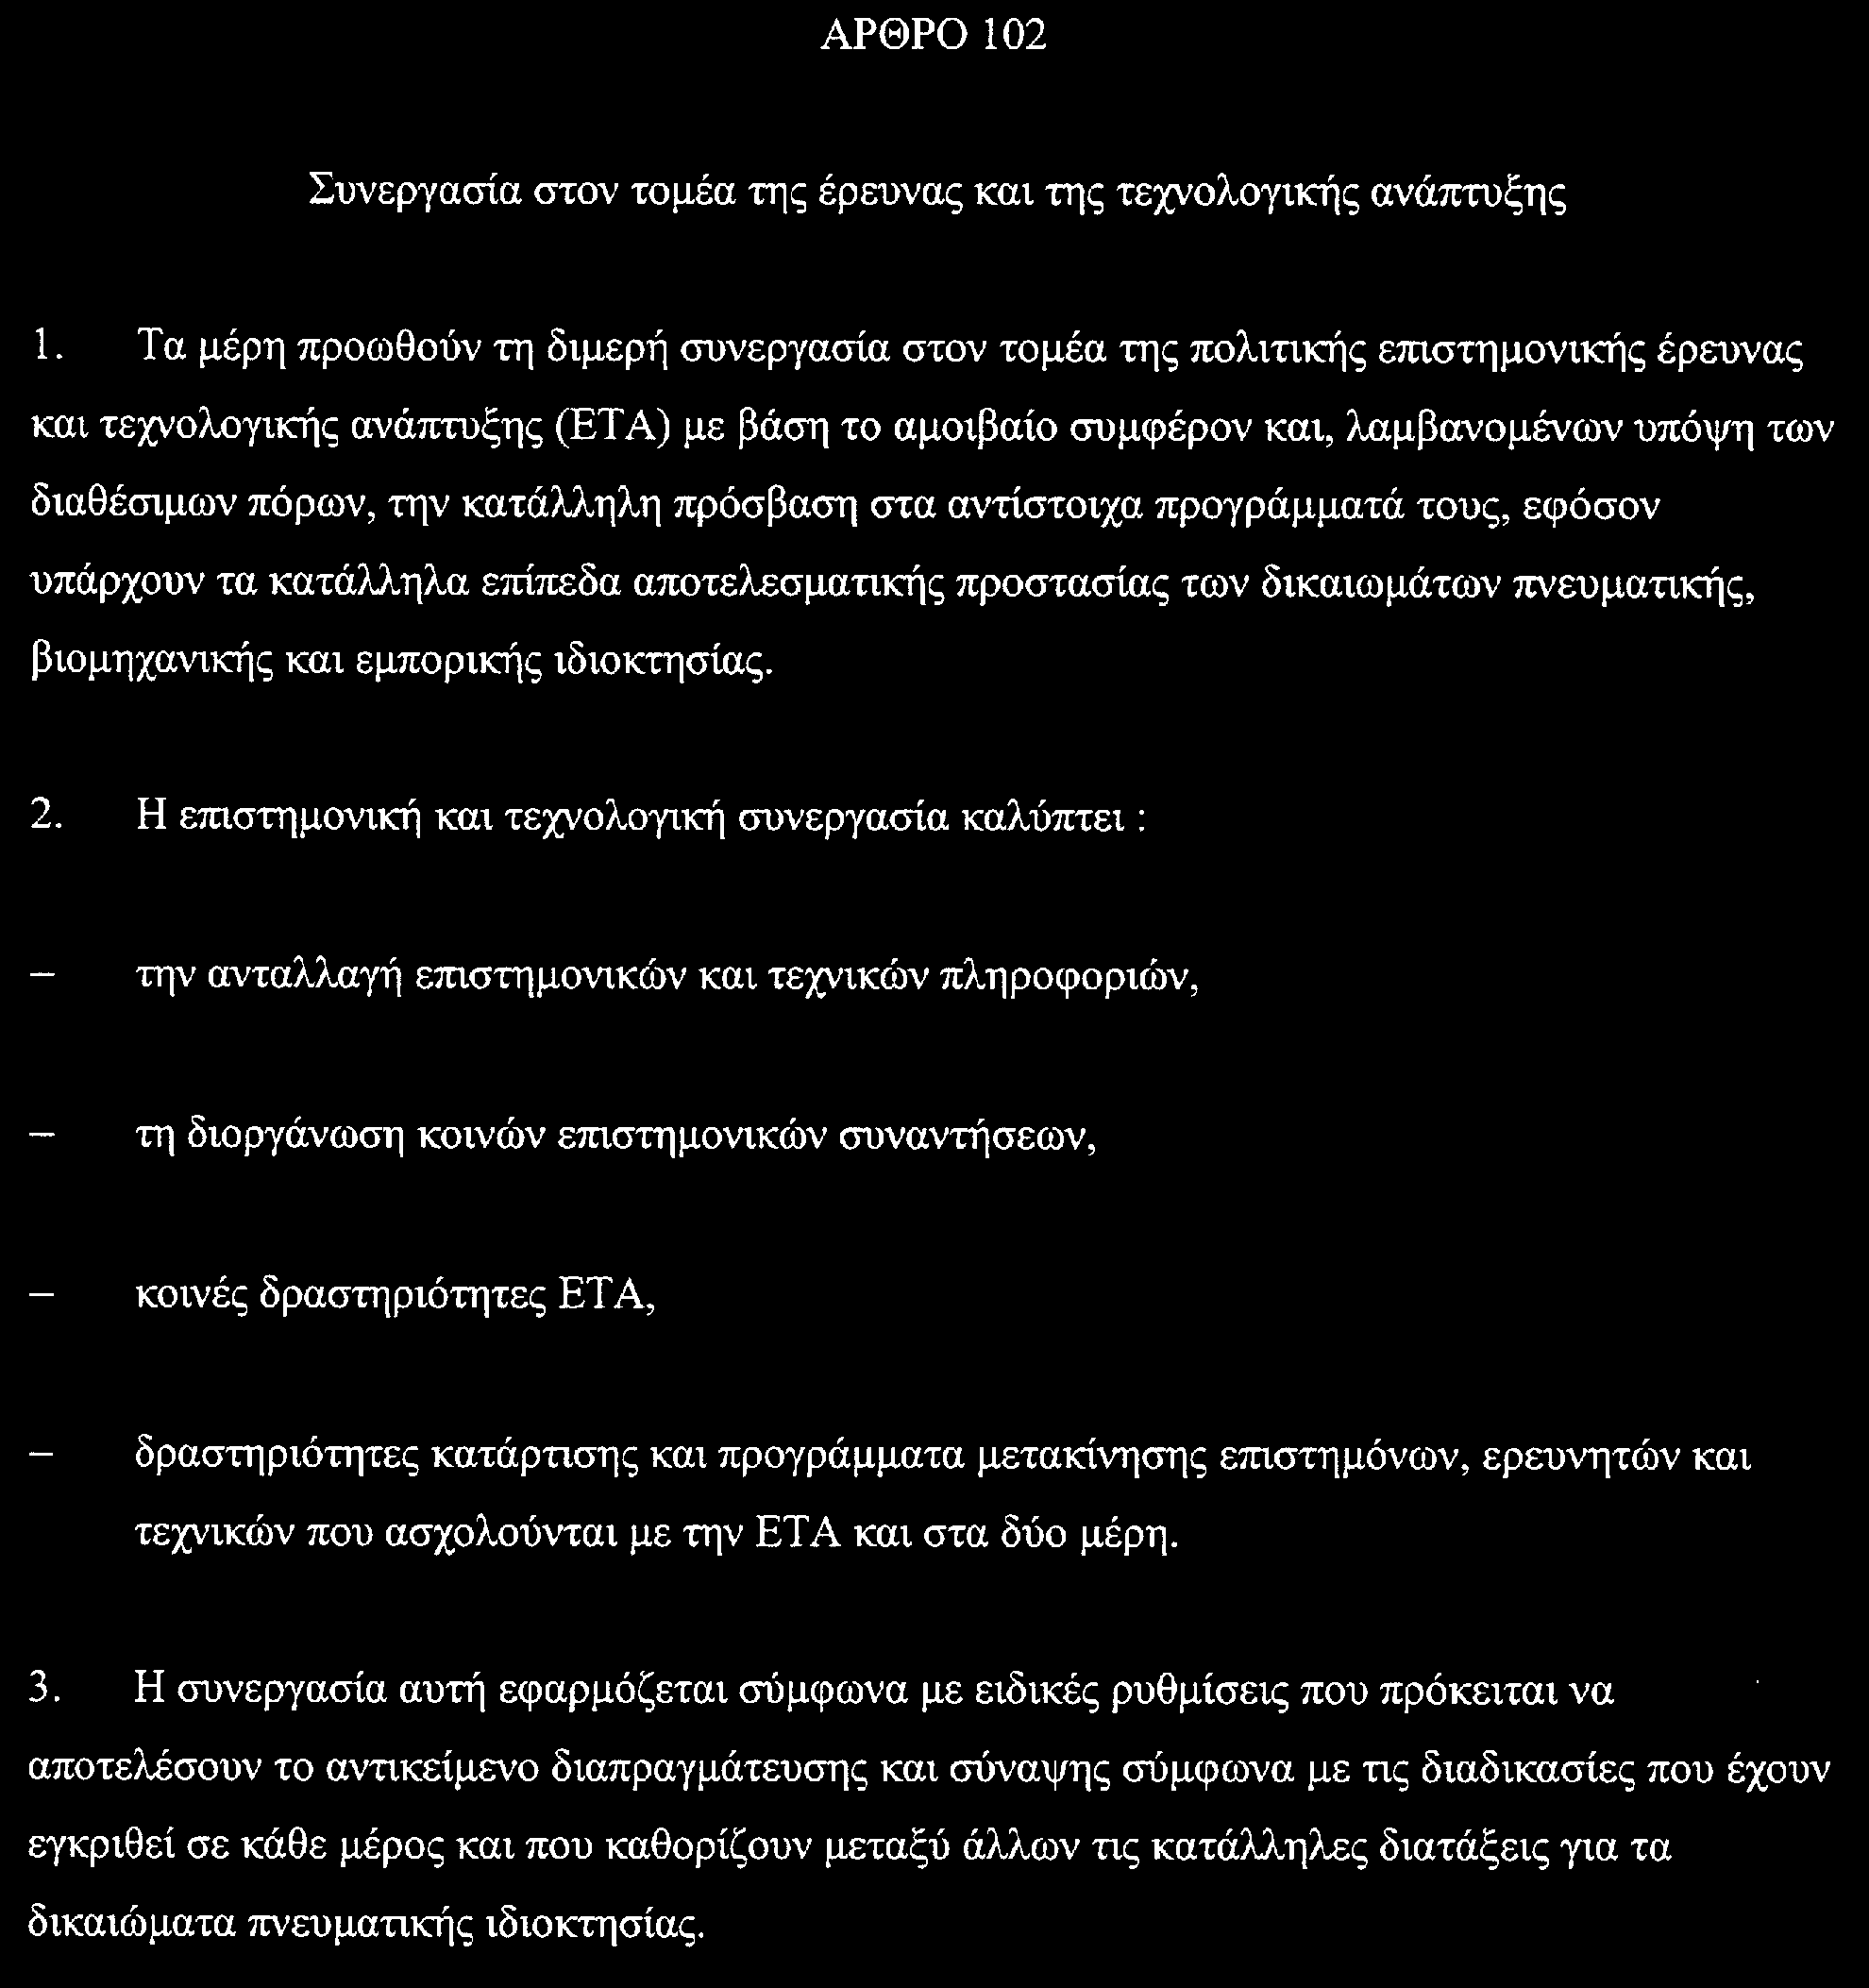 ΑΡΘΡΟ 102
Συνεργασία στον τομέα της έρευνας και της τεχνολογικής ανάπτυξης
1. Τα μέρη προωθούν τη διμερή συνεργασία στον τομέα της πολιτικής επιστημονικής έρευνας
και τεχνολογικής ανάπτυξης (ΕΤΑ) με βάση το αμοιβαίο συμφέρον και, λαμβανομένων υπόψη των
διαθέσιμων πόρων, την κατάλληλη πρόσβαση στα αντίστοιχα προγράμματά τους, εφόσον
υπάρχουν τα κατάλληλα επίπεδα αποτελεσματικής προστασίας των δικαιωμάτων πνευματικής,
βιομηχανικής και εμπορικής ιδιοκτησίας.
2. Η επιστημονική και τεχνολογική συνεργασία καλύπτει :
– την ανταλλαγή επιστημονικών και τεχνικών πληροφοριών,
– τη διοργάνωση κοινών επιστημονικών συναντήσεων,
– κοινές δραστηριότητες ΕΤΑ,
– δραστηριότητες κατάρτισης και προγράμματα μετακίνησης επιστημόνων, ερευνητών και
τεχνικών που ασχολούνται με την ΕΤΑ και στα δύο μέρη.
3. Η συνεργασία αυτή εφαρμόζεται σύμφωνα με ειδικές ρυθμίσεις που πρόκειται να
αποτελέσουν το αντικείμενο διαπραγμάτευσης και σύναψης σύμφωνα με τις διαδικασίες που έχουν
εγκριθεί σε κάθε μέρος και που καθορίζουν μεταξύ άλλων τις κατάλληλες διατάξεις για τα
δικαιώματα πνευματικής ιδιοκτησίας.